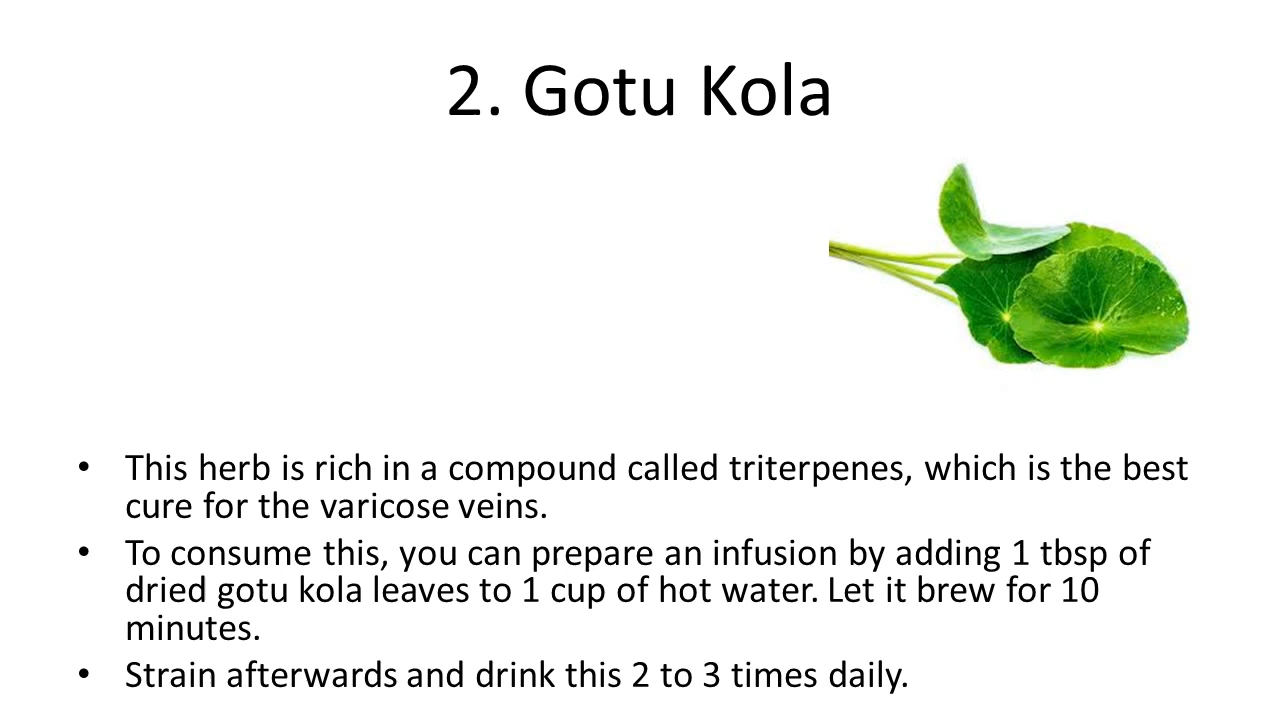 2. Gotu Kola
• This herb is rich in a compound called triterpenes, which is the best
cure for the varicose veins.
• To consume this, you can prepare an infusion by adding 1 tbsp of
dried gotu kola leaves to 1 cup of hot water. Let it brew for 10
minutes.
• Strain afterwards and drink this 2 to 3 times daily.